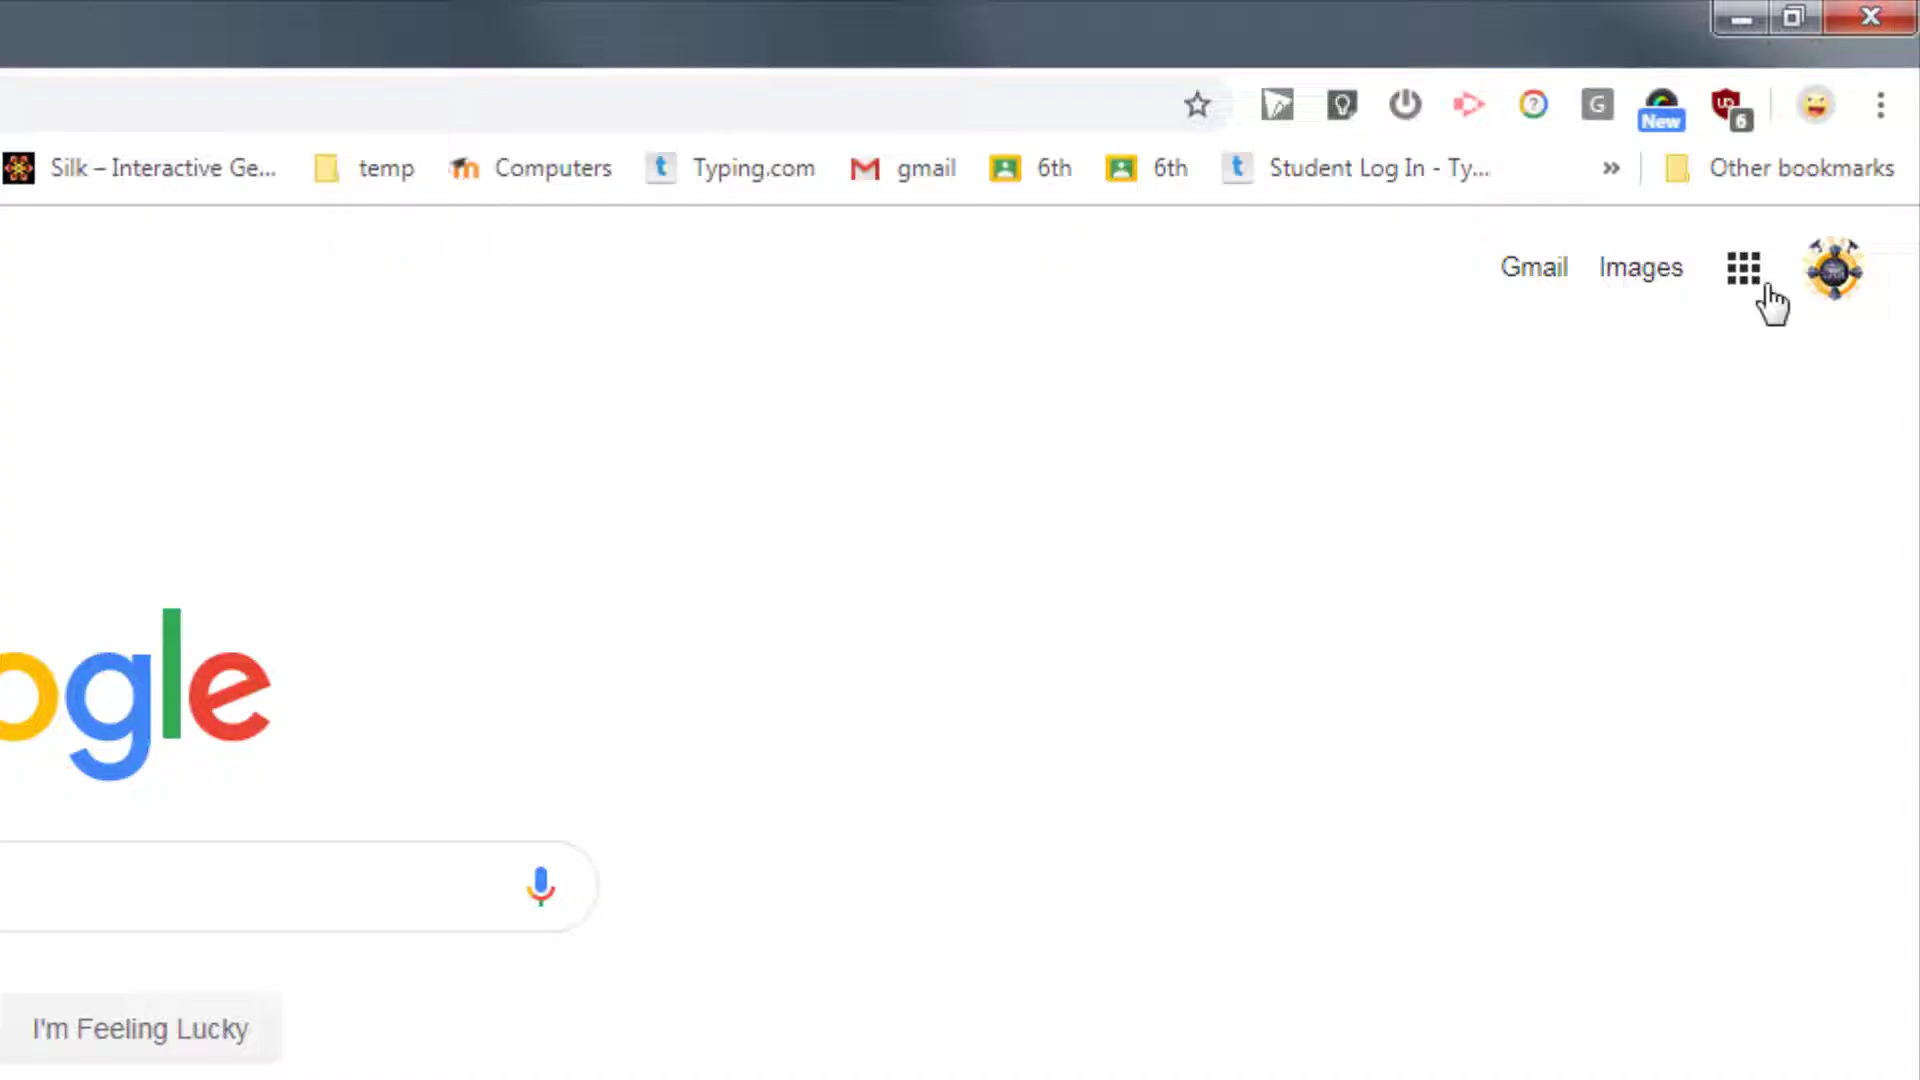 G
New
6
Silk – Interactive Ge... temp Computers t Typing.com gmail 6th 6th t Student Log In - Ty... » Other bookmarks
Gmail Images
ogle
I'm Feeling Lucky